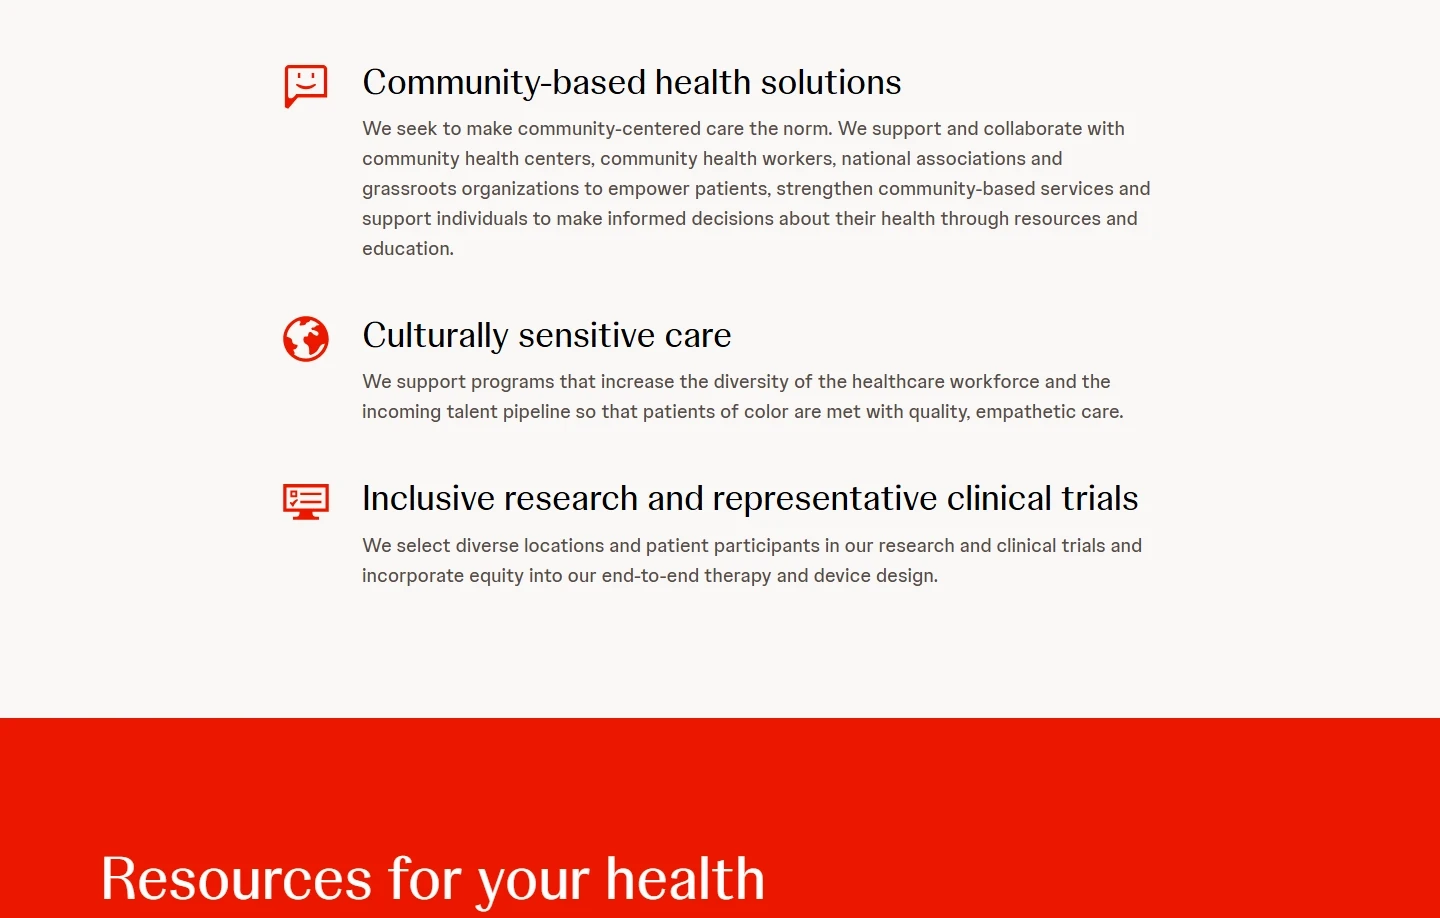 Community-based health solutions
We seek to make community-centered care the norm. We support and collaborate with
community health centers, community health workers, national associations and
grassroots organizations to empower patients, strengthen community-based services and
support individuals to make informed decisions about their health through resources and
education.
Culturally sensitive care
We support programs that increase the diversity of the healthcare workforce and the
incoming talent pipeline so that patients of color are met with quality, empathetic care.
Inclusive research and representative clinical trials
We select diverse locations and patient participants in our research and clinical trials and
incorporate equity into our end-to-end therapy and device design.
Resources for your health